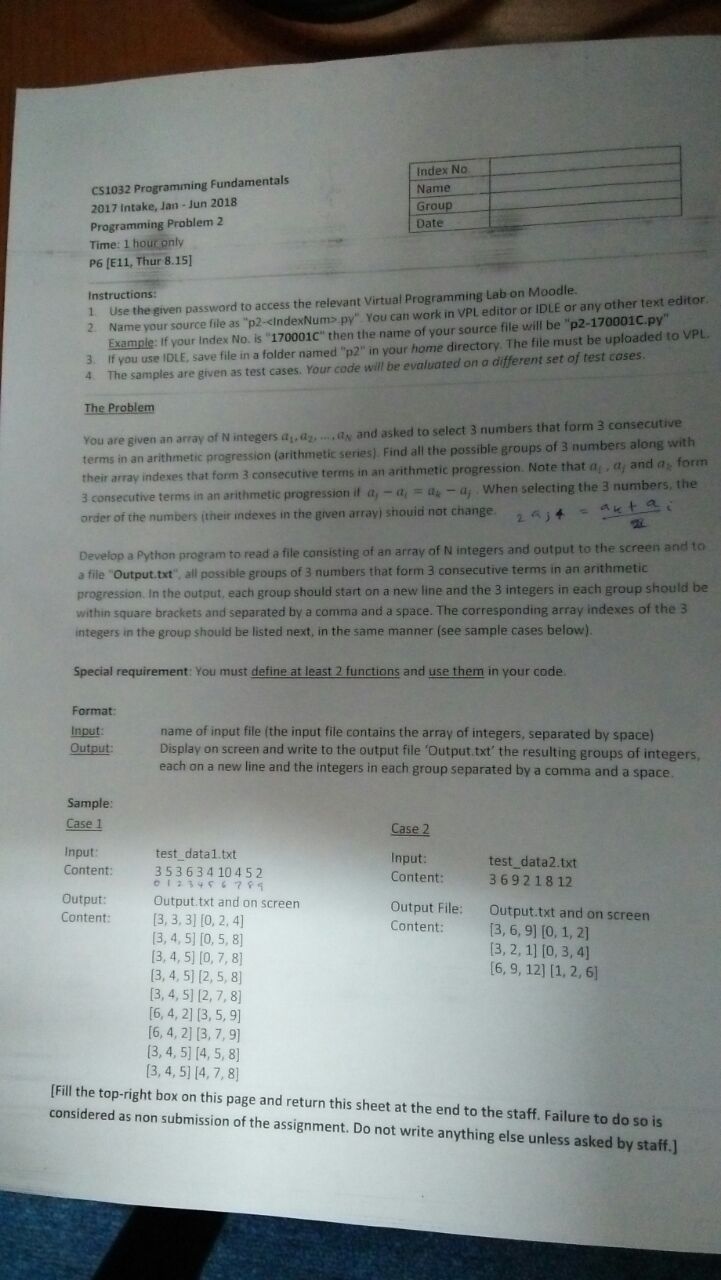 CS1032 Programming Fundamentals
2017 Intake, Jan - Jun 2018
Programming Problem 2
Time: 1 hour only
P6 [E11, Thur 8.15]
Index No
Name
Group
Date
Instructions:
1. Use the given password to access the relevant Virtual Programming Lab on Moodle.
2. Name your source file as "p2-<IndexNum>.py". You can work in VPL editor or IDLE or any other text editor.
Example: If your Index No. is "170001C" then the name of your source file will be "p2-170001C.py"
3. If you use IDLE, save file in a folder named "p2" in your home directory. The file must be uploaded to VPL.
4. The samples are given as test cases. Your code will be evaluated on a different set of test cases.
The Problem
You are given an array of N integers a₁, a₂, ..., a_N and asked to select 3 numbers that form 3 consecutive
terms in an arithmetic progression (arithmetic series). Find all the possible groups of 3 numbers along with
their array indexes that form 3 consecutive terms in an arithmetic progression. Note that aᵢ, aⱼ and aₖ form
3 consecutive terms in an arithmetic progression if aⱼ − aᵢ = aₖ − aⱼ. When selecting the 3 numbers, the
order of the numbers (their indexes in the given array) should not change.
Develop a Python program to read a file consisting of an array of N integers and output to the screen and to
a file "Output.txt", all possible groups of 3 numbers that form 3 consecutive terms in an arithmetic
progression. In the output, each group should start on a new line and the 3 integers in each group should be
within square brackets and separated by a comma and a space. The corresponding array indexes of the 3
integers in the group should be listed next, in the same manner (see sample cases below).
Special requirement: You must define at least 2 functions and use them in your code.
Format:
Input: name of input file (the input file contains the array of integers, separated by space)
Output: Display on screen and write to the output file 'Output.txt' the resulting groups of integers,
each on a new line and the integers in each group separated by a comma and a space.
Sample:
Case 1
Input: test_data1.txt
Content: 3 5 3 6 3 4 10 4 5 2
0 1 2 3 4 5 6 7 8 9
Output: Output.txt and on screen
Content: [3, 3, 3] [0, 2, 4]
[3, 4, 5] [0, 5, 8]
[3, 4, 5] [0, 7, 8]
[3, 4, 5] [2, 5, 8]
[3, 4, 5] [2, 7, 8]
[6, 4, 2] [3, 5, 9]
[6, 4, 2] [3, 7, 9]
[3, 4, 5] [4, 5, 8]
[3, 4, 5] [4, 7, 8]
Case 2
Input: test_data2.txt
Content: 3 6 9 2 1 8 12
Output File: Output.txt and on screen
Content: [3, 6, 9] [0, 1, 2]
[3, 2, 1] [0, 3, 4]
[6, 9, 12] [1, 2, 6]
[Fill the top-right box on this page and return this sheet at the end to the staff. Failure to do so is
considered as non submission of the assignment. Do not write anything else unless asked by staff.]